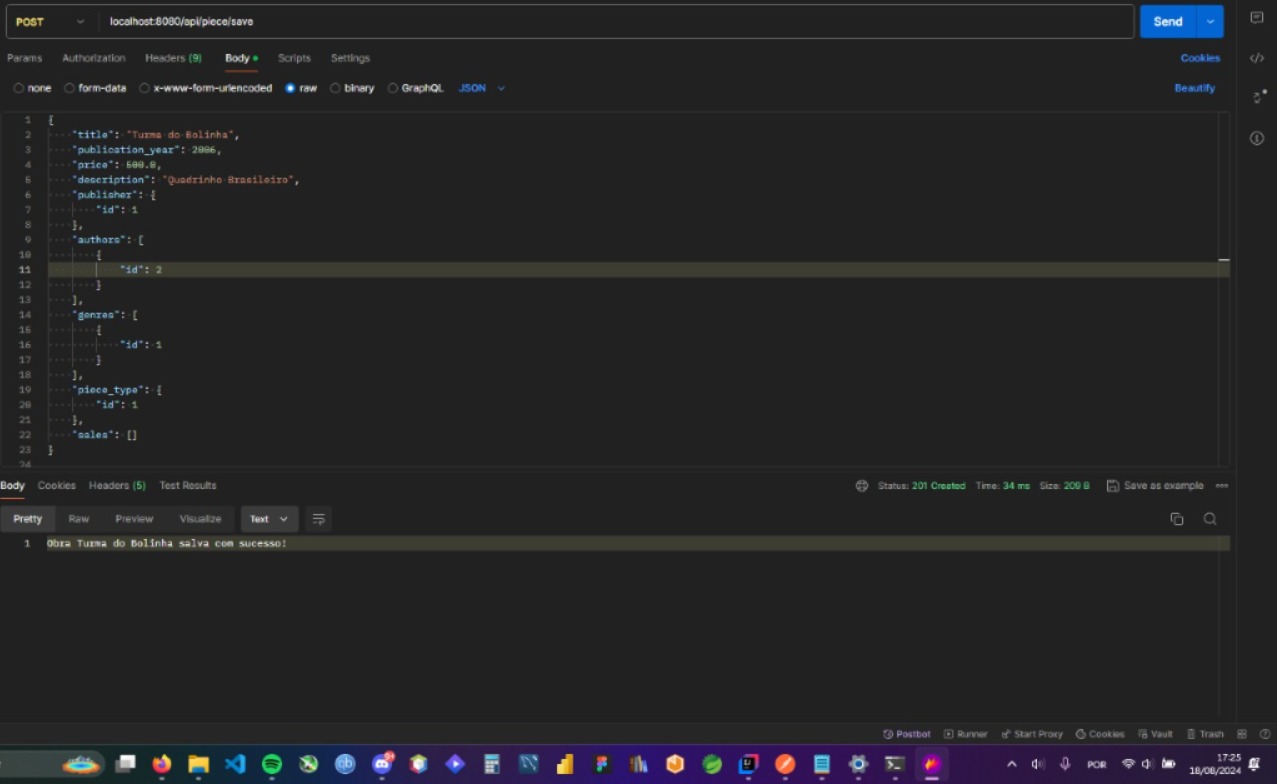 POST localhost:8080/api/piece/save Send
Params Authorization Headers (9) Body Scripts Settings Cookies
none form-data x-www-form-urlencoded raw binary GraphQL JSON Beautify
1 {
2 "title": "Turma do Bolinha",
3 "publication_year": 2006,
4 "price": 500.0,
5 "description": "Quadrinho Brasileiro",
6 "publisher": {
7 "id": 1
8 },
9 "authors": [
10 {
11 "id": 2
12 }
13 ],
14 "genres": [
15 {
16 "id": 1
17 }
18 ],
19 "piece_type": {
20 "id": 1
21 },
22 "sales": []
23 }
24
Body Cookies Headers (5) Test Results Status: 201 Created Time: 34 ms Size: 209 B Save as example
Pretty Raw Preview Visualize Text
1 Obra Turma do Bolinha salva com sucesso!
Postbot Runner Start Proxy Cookies Vault Trash
POR 17:25
18/08/2024